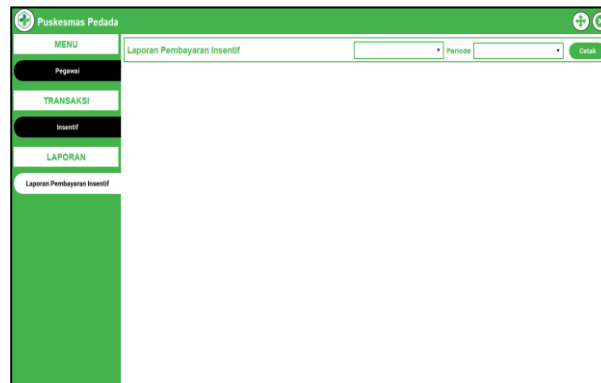 Puskesmas Pedada
MENU
Pegawai
TRANSAKSI
Insentif
LAPORAN
Laporan Pembayaran Insentif
Laporan Pembayaran Insentif
Periode
Cetak